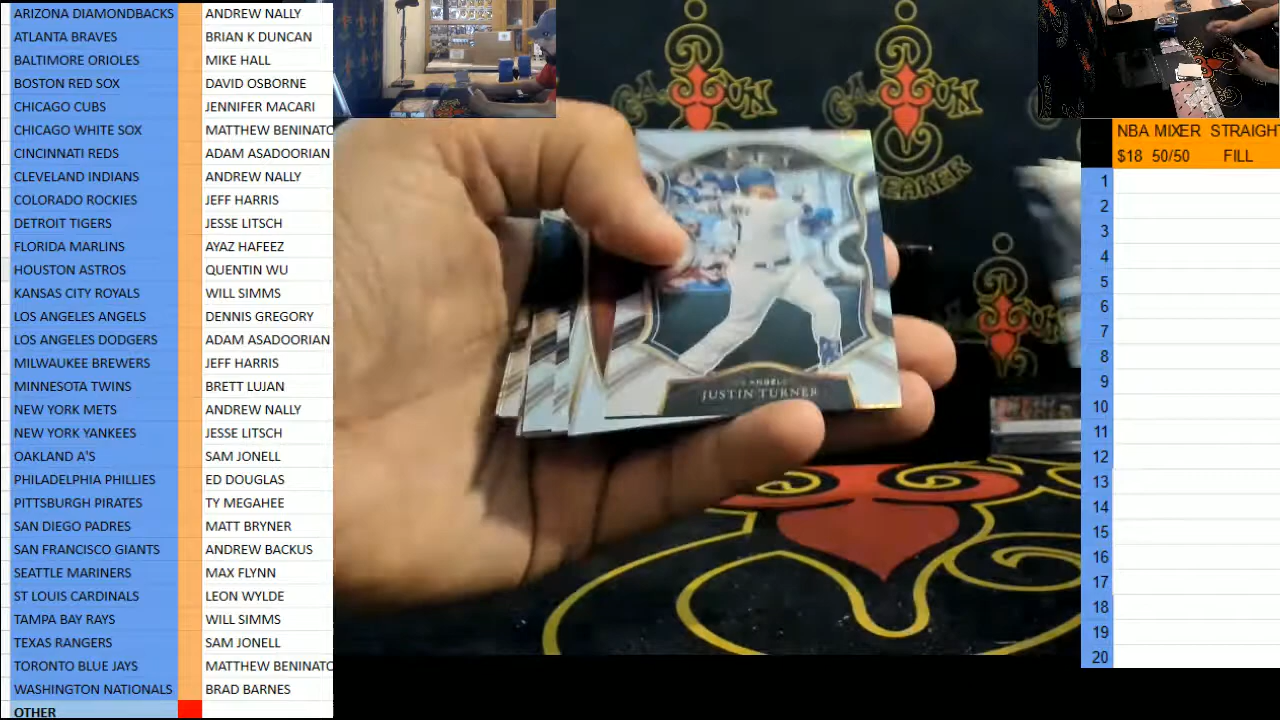 ARIZONA DIAMONDBACKS ANDREW NALLY
ATLANTA BRAVES BRIAN K DUNCAN
BALTIMORE ORIOLES MIKE HALL
BOSTON RED SOX DAVID OSBORNE
CHICAGO CUBS JENNIFER MACARI
CHICAGO WHITE SOX MATTHEW BENINATO
CINCINNATI REDS ADAM ASADOORIAN
CLEVELAND INDIANS ANDREW NALLY
COLORADO ROCKIES JEFF HARRIS
DETROIT TIGERS JESSE LITSCH
FLORIDA MARLINS AYAZ HAFEEZ
HOUSTON ASTROS QUENTIN WU
KANSAS CITY ROYALS WILL SIMMS
LOS ANGELES ANGELS DENNIS GREGORY
LOS ANGELES DODGERS ADAM ASADOORIAN
MILWAUKEE BREWERS JEFF HARRIS
MINNESOTA TWINS BRETT LUJAN
NEW YORK METS ANDREW NALLY
NEW YORK YANKEES JESSE LITSCH
OAKLAND A'S SAM JONELL
PHILADELPHIA PHILLIES ED DOUGLAS
PITTSBURGH PIRATES TY MEGAHEE
SAN DIEGO PADRES MATT BRYNER
SAN FRANCISCO GIANTS ANDREW BACKUS
SEATTLE MARINERS MAX FLYNN
ST LOUIS CARDINALS LEON WYLDE
TAMPA BAY RAYS WILL SIMMS
TEXAS RANGERS SAM JONELL
TORONTO BLUE JAYS MATTHEW BENINATO
WASHINGTON NATIONALS BRAD BARNES
OTHER
JUSTIN TURNER
NBA MIXER STRAIGHT
$18 50/50 FILL
1
2
3
4
5
6
7
8
9
10
11
12
13
14
15
16
17
18
19
20